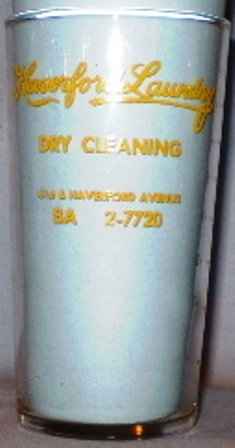 Haverford Laundry
DRY CLEANING
& HAVERFORD AVENUE
BA 2-7720